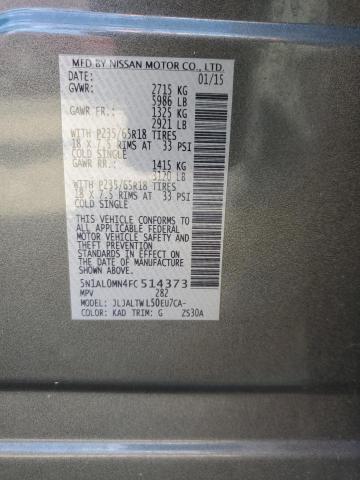 MFD BY NISSAN MOTOR CO., LTD.
DATE: 01/15
GVWR: 2715 KG
5986 LB
GAWR FR.: 1325 KG
2921 LB
WITH P235/65R18 TIRES
18 X 7.5 RIMS AT 33 PSI
COLD SINGLE
GAWR RR.: 1415 KG
3120 LB
WITH P235/65R18 TIRES
18 X 7.5 RIMS AT 33 PSI
COLD SINGLE
THIS VEHICLE CONFORMS TO
ALL APPLICABLE FEDERAL
MOTOR VEHICLE SAFETY AND
THEFT PREVENTION
STANDARDS IN EFFECT ON
THE DATE OF MANUFACTURE
SHOWN ABOVE.
5N1AL0MN4FC514373
MPV 282
MODEL: JLJALTWL50EU7CA-
COLOR: KAD TRIM: G ZS30A